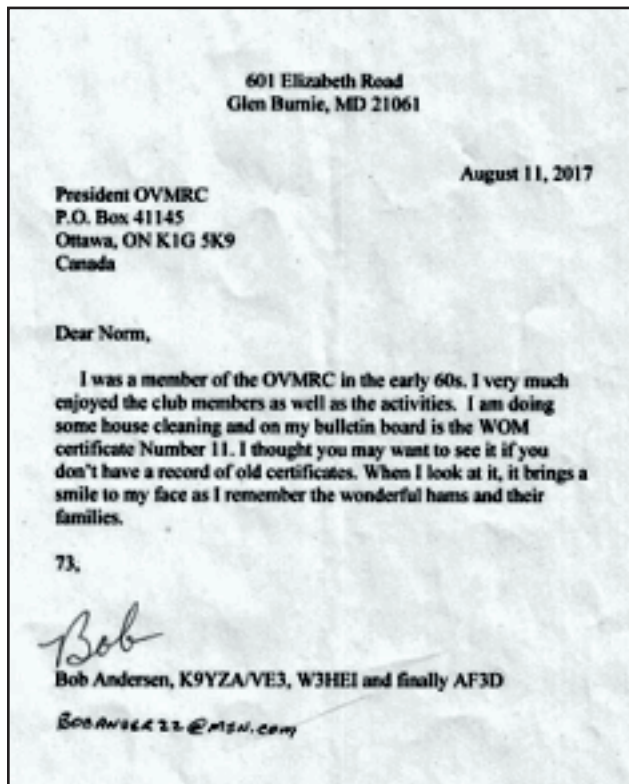 601 Elizabeth Road
Glen Burnie, MD 21061
August 11, 2017
President OVMRC
P.O. Box 41145
Ottawa, ON K1G 5K9
Canada
Dear Norm,
I was a member of the OVMRC in the early 60s. I very much
enjoyed the club members as well as the activities. I am doing
some house cleaning and on my bulletin board is the WOM
certificate Number 11. I thought you may want to see it if you
don't have a record of old certificates. When I look at it, it brings a
smile to my face as I remember the wonderful hams and their
families.
73,
Bob
Bob Andersen, K9YZA/VE3, W3HEI and finally AF3D